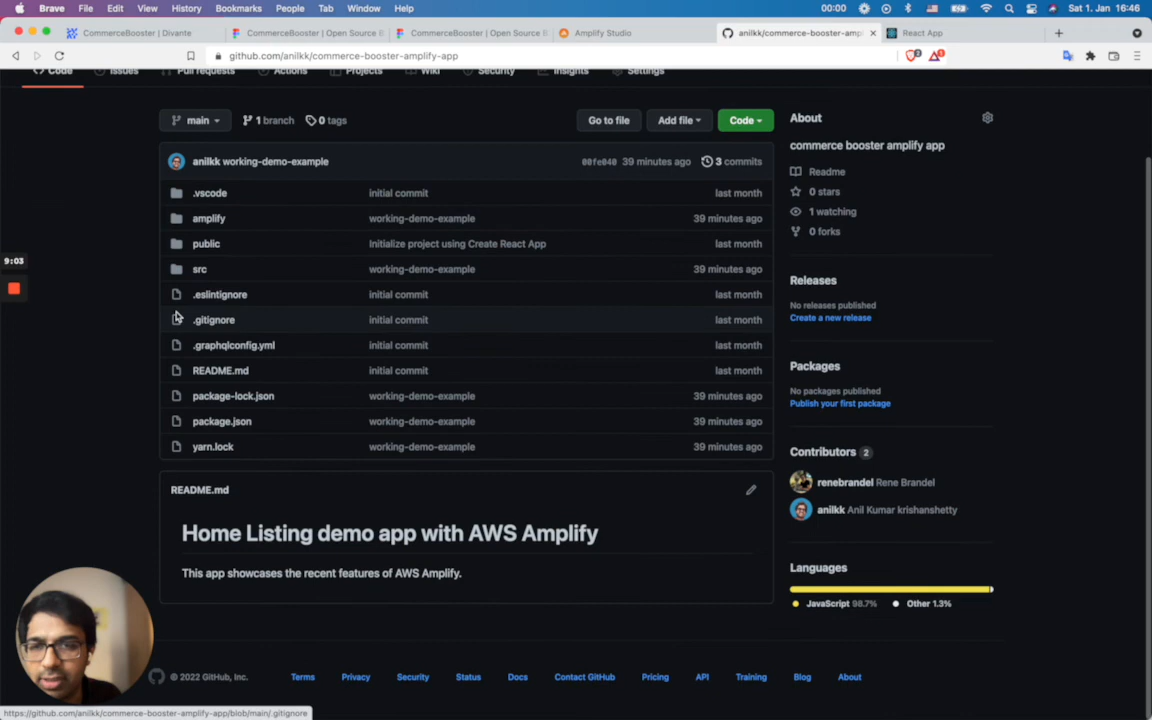 Brave File Edit View History Bookmarks People Tab Window Help 00:00 Sat 1. Jan 16:46
CommerceBooster | Divante CommerceBooster | Open Source E CommerceBooster | Open Source E Amplify Studio anilkk/commerce-booster-ampl React App
github.com/anilkk/commerce-booster-amplify-app
Code Issues Pull requests Actions Projects Wiki Security Insights Settings
main 1 branch 0 tags Go to file Add file Code
About
commerce booster amplify app
anilkk working-demo-example 00fe040 39 minutes ago 3 commits
Readme
0 stars
1 watching
0 forks
.vscode initial commit last month
amplify working-demo-example 39 minutes ago
public Initialize project using Create React App last month
src working-demo-example 39 minutes ago
.eslintignore initial commit last month
.gitignore initial commit last month
.graphqlconfig.yml initial commit last month
README.md initial commit last month
package-lock.json working-demo-example 39 minutes ago
package.json working-demo-example 39 minutes ago
yarn.lock working-demo-example 39 minutes ago
9:03
Releases
No releases published
Create a new release
Packages
No packages published
Publish your first package
Contributors 2
renebrandel Rene Brandel
anilkk Anil Kumar krishanshetty
Languages
JavaScript 98.7% Other 1.3%
README.md
Home Listing demo app with AWS Amplify
This app showcases the recent features of AWS Amplify.
© 2022 GitHub, Inc. Terms Privacy Security Status Docs Contact GitHub Pricing API Training Blog About
https://github.com/anilkk/commerce-booster-amplify-app/blob/main/.gitignore